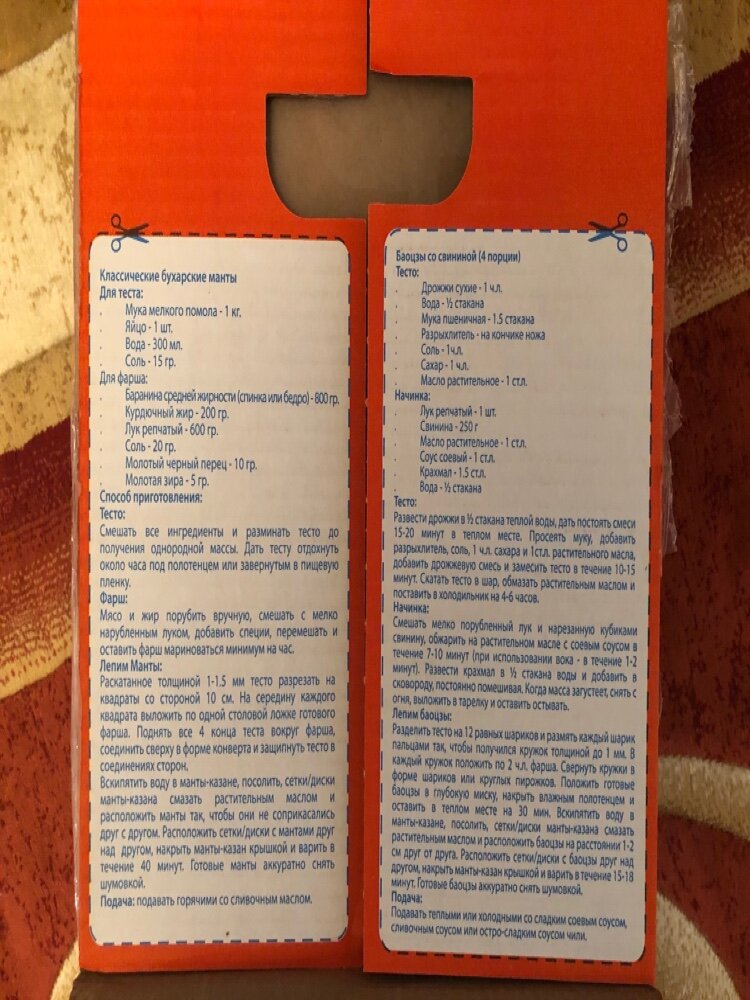 Классические бухарские манты
Для теста:
. Мука мелкого помола - 1 кг.
. Яйцо - 1 шт.
. Вода - 300 мл.
. Соль - 15 гр.
Для фарша:
. Баранина средней жирности (спинка или бедро) - 800 гр.
. Курдючный жир - 200 гр.
. Лук репчатый - 600 гр.
. Соль - 20 гр.
. Молотый черный перец - 10 гр.
. Молотая зира - 5 гр.
Способ приготовления:
Тесто:
Смешать все ингредиенты и разминать тесто до
получения однородной массы. Дать тесту отдохнуть
около часа под полотенцем или завернутым в пищевую
пленку.
Фарш:
Мясо и жир порубить вручную, смешать с мелко
нарубленным луком, добавить специи, перемешать и
оставить фарш мариноваться минимум на час.
Лепим Манты:
Раскатанное толщиной 1-1.5 мм тесто разрезать на
квадраты со стороной 10 см. На середину каждого
квадрата выложить по одной столовой ложке готового
фарша. Поднять все 4 конца теста вокруг фарша,
соединить сверху в форме конверта и защипнуть тесто в
соединениях сторон.
Вскипятить воду в манты-казане, посолить, сетки/диски
манты-казана смазать растительным маслом и
расположить манты так, чтобы они не соприкасались
друг с другом. Расположить сетки/диски с мантами друг
над другом, накрыть манты-казан крышкой и варить в
течение 40 минут. Готовые манты аккуратно снять
шумовкой.
Подача: подавать горячими со сливочным маслом.
Баоцзы со свининой (4 порции)
Тесто:
. Дрожжи сухие - 1 ч.л.
. Вода - ½ стакана
. Мука пшеничная - 1.5 стакана
. Разрыхлитель - на кончике ножа
. Соль - 1ч.л.
. Сахар - 1 ч.л.
. Масло растительное - 1 ст.л.
Начинка:
. Лук репчатый - 1 шт.
. Свинина - 250 г
. Масло растительное - 1 ст.л.
. Соус соевый - 1 ст.л.
. Крахмал - 1.5 ст.л.
. Вода - ½ стакана
Тесто:
Развести дрожжи в ½ стакана теплой воды, дать постоять смеси
15-20 минут в теплом месте. Просеять муку, добавить
разрыхлитель, соль, 1 ч.л. сахара и 1ст.л. растительного масла,
добавить дрожжевую смесь и замесить тесто в течение 10-15
минут. Скатать тесто в шар, обмазать растительным маслом и
поставить в холодильник на 4-6 часов.
Начинка:
Смешать мелко порубленный лук и нарезанную кубиками
свинину, обжарить на растительном масле с соевым соусом в
течение 7-10 минут (при использовании вока - в течение 1-2
минут). Развести крахмал в ½ стакана воды и добавить в
сковороду, постоянно помешивая. Когда масса загустеет, снять с
огня, выложить в тарелку и оставить остывать.
Лепим баоцзы:
Разделить тесто на 12 равных шариков и размять каждый шарик
пальцами так, чтобы получился кружок толщиной до 1 мм. В
каждый кружок положить по 2 ч.л. фарша. Свернуть кружки в
форме шариков или круглых пирожков. Положить готовые
баоцзы в глубокую миску, накрыть влажным полотенцем и
оставить в теплом месте на 30 мин. Вскипятить воду в
манты-казане, посолить, сетки/диски манты-казана смазать
растительным маслом и расположить баоцзы на расстоянии 1-2
см друг от друга. Расположить сетки/диски с баоцзы друг над
другом, накрыть манты-казан крышкой и варить в течение 15-18
минут. Готовые баоцзы аккуратно снять шумовкой.
Подача:
Подавать теплыми или холодными со сладким соевым соусом,
сливочным соусом или остро-сладким соусом чили.